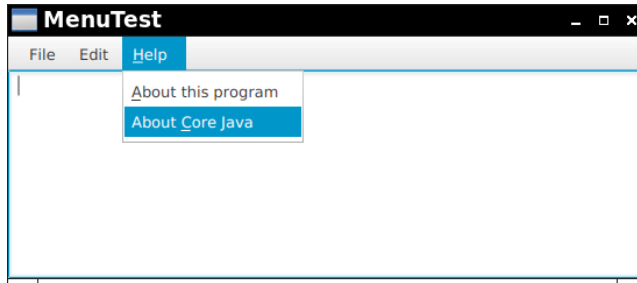 MenuTest
File Edit Help
About this program
About Core Java